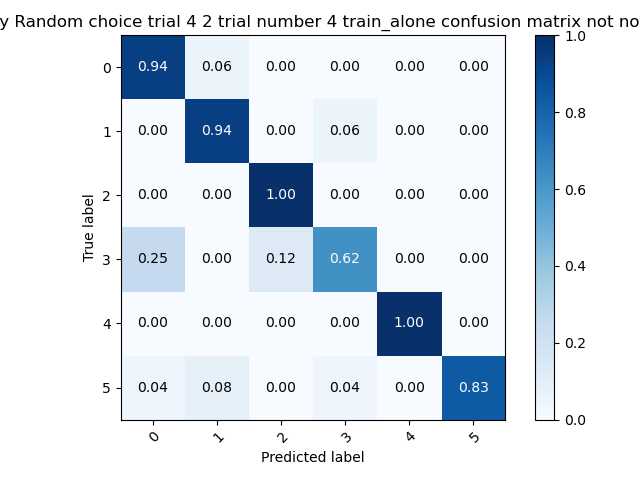 y Random choice trial 4 2 trial number 4 train_alone confusion matrix not no
True label
0 0.94 0.06 0.00 0.00 0.00 0.00
1 0.00 0.94 0.00 0.06 0.00 0.00
2 0.00 0.00 1.00 0.00 0.00 0.00
3 0.25 0.00 0.12 0.62 0.00 0.00
4 0.00 0.00 0.00 0.00 1.00 0.00
5 0.04 0.08 0.00 0.04 0.00 0.83
0 1 2 3 4 5
Predicted label
1.0
0.8
0.6
0.4
0.2
0.0